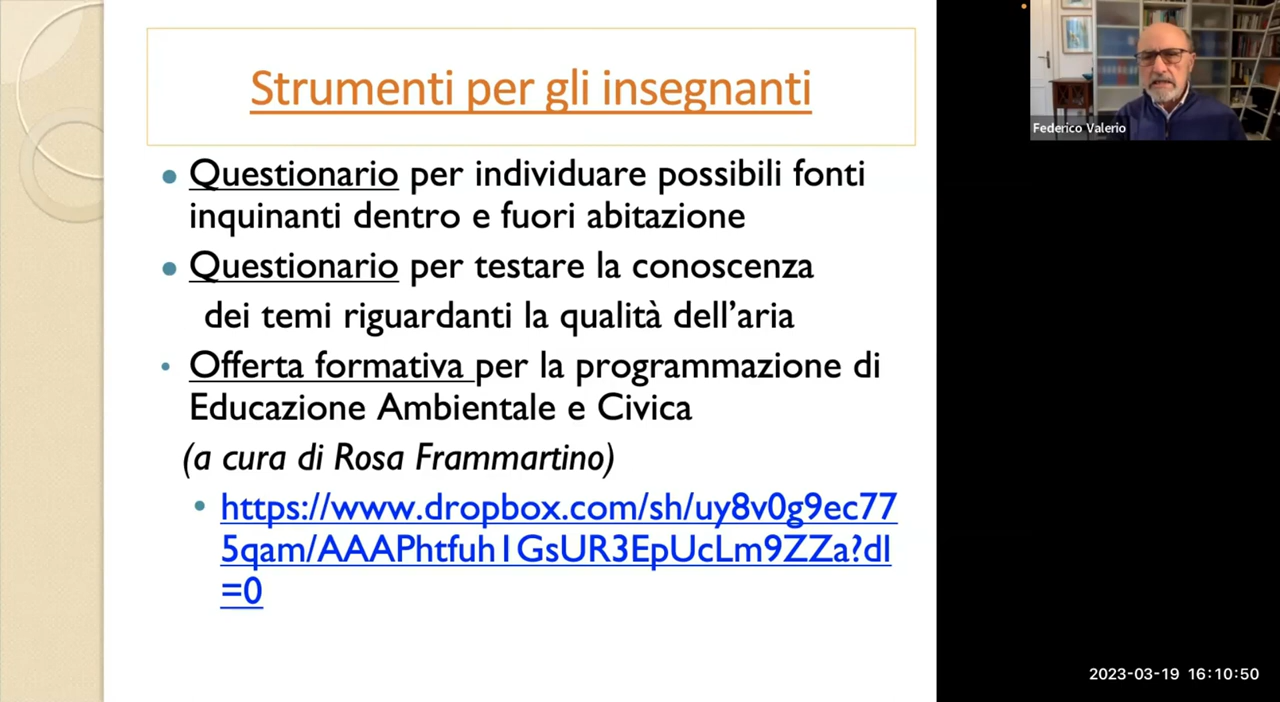 Strumenti per gli insegnanti
Questionario per individuare possibili fonti
inquinanti dentro e fuori abitazione
Questionario per testare la conoscenza
dei temi riguardanti la qualità dell’aria
Offerta formativa per la programmazione di
Educazione Ambientale e Civica
(a cura di Rosa Frammartino)
https://www.dropbox.com/sh/uy8v0g9ec77
5qam/AAAPhtfuh1GsUR3EpUcLm9ZZa?dl
=0
Federico Valerio
2023-03-19 16:10:50